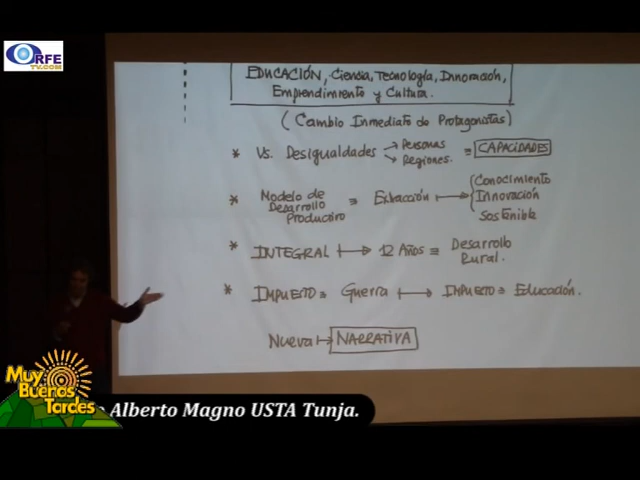 ORFE
TV.COM
EDUCACIÓN, Ciencia, Tecnología, Innovación,
Emprendimiento y Cultura.
(Cambio Inmediato de Protagonistas)
* Vs. Desigualdades → Personas → Regiones. = CAPACIDADES
* Modelo de Desarrollo Productivo = Extracción → Conocimiento Innovación Sostenible
* INTEGRAL → 12 Años = Desarrollo Rural.
* IMPUESTO = Guerra → IMPUESTO = Educación.
Nueva → NARRATIVA
Muy Buenas Tardes
Alberto Magno USTA Tunja.